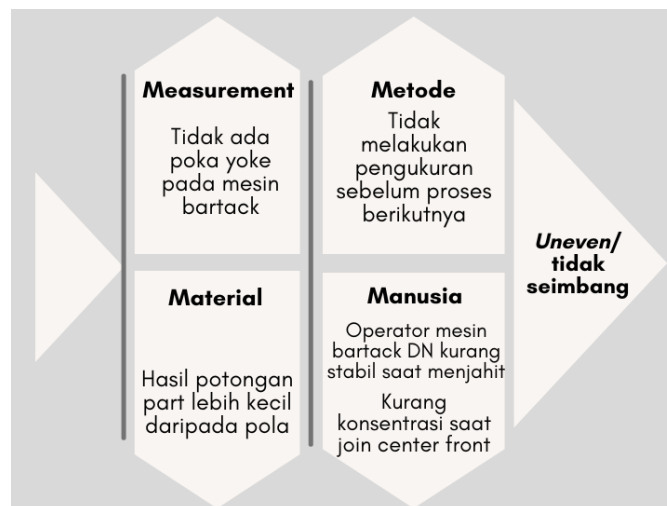 Measurement
Tidak ada
poka yoke
pada mesin
bartack
Metode
Tidak
melakukan
pengukuran
sebelum proses
berikutnya
Material
Hasil potongan
part lebih kecil
daripada pola
Manusia
Operator mesin
bartack DN kurang
stabil saat menjahit
Kurang
konsentrasi saat
join center front
Uneven/
tidak
seimbang